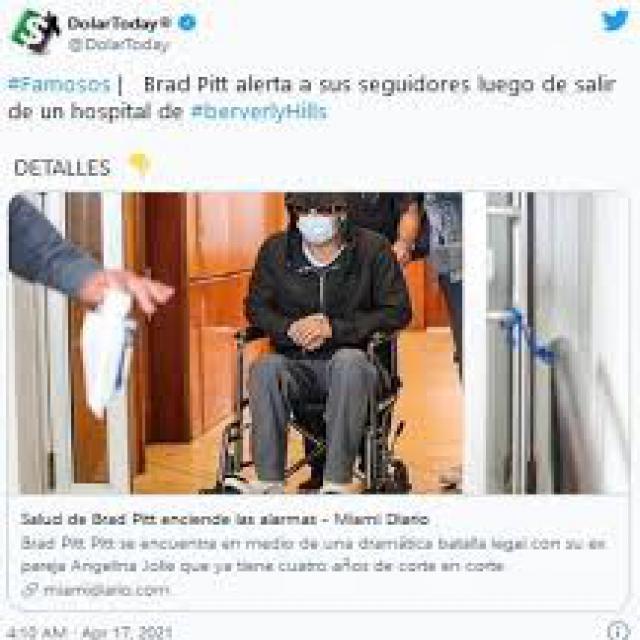 DolarToday®
@DolarToday
#Famosos | Brad Pitt alerta a sus seguidores luego de salir
de un hospital de #berverlyHills
DETALLES
Salud de Brad Pitt enciende las alarmas - Miami Diario
Brad Pitt Pitt se encuentra en medio de una dramática batalla legal con su ex
pareja Angelina Jolie que ya tiene cuatro años de corte en corte
miamidiario.com
4:10 AM · Apr 17, 2021